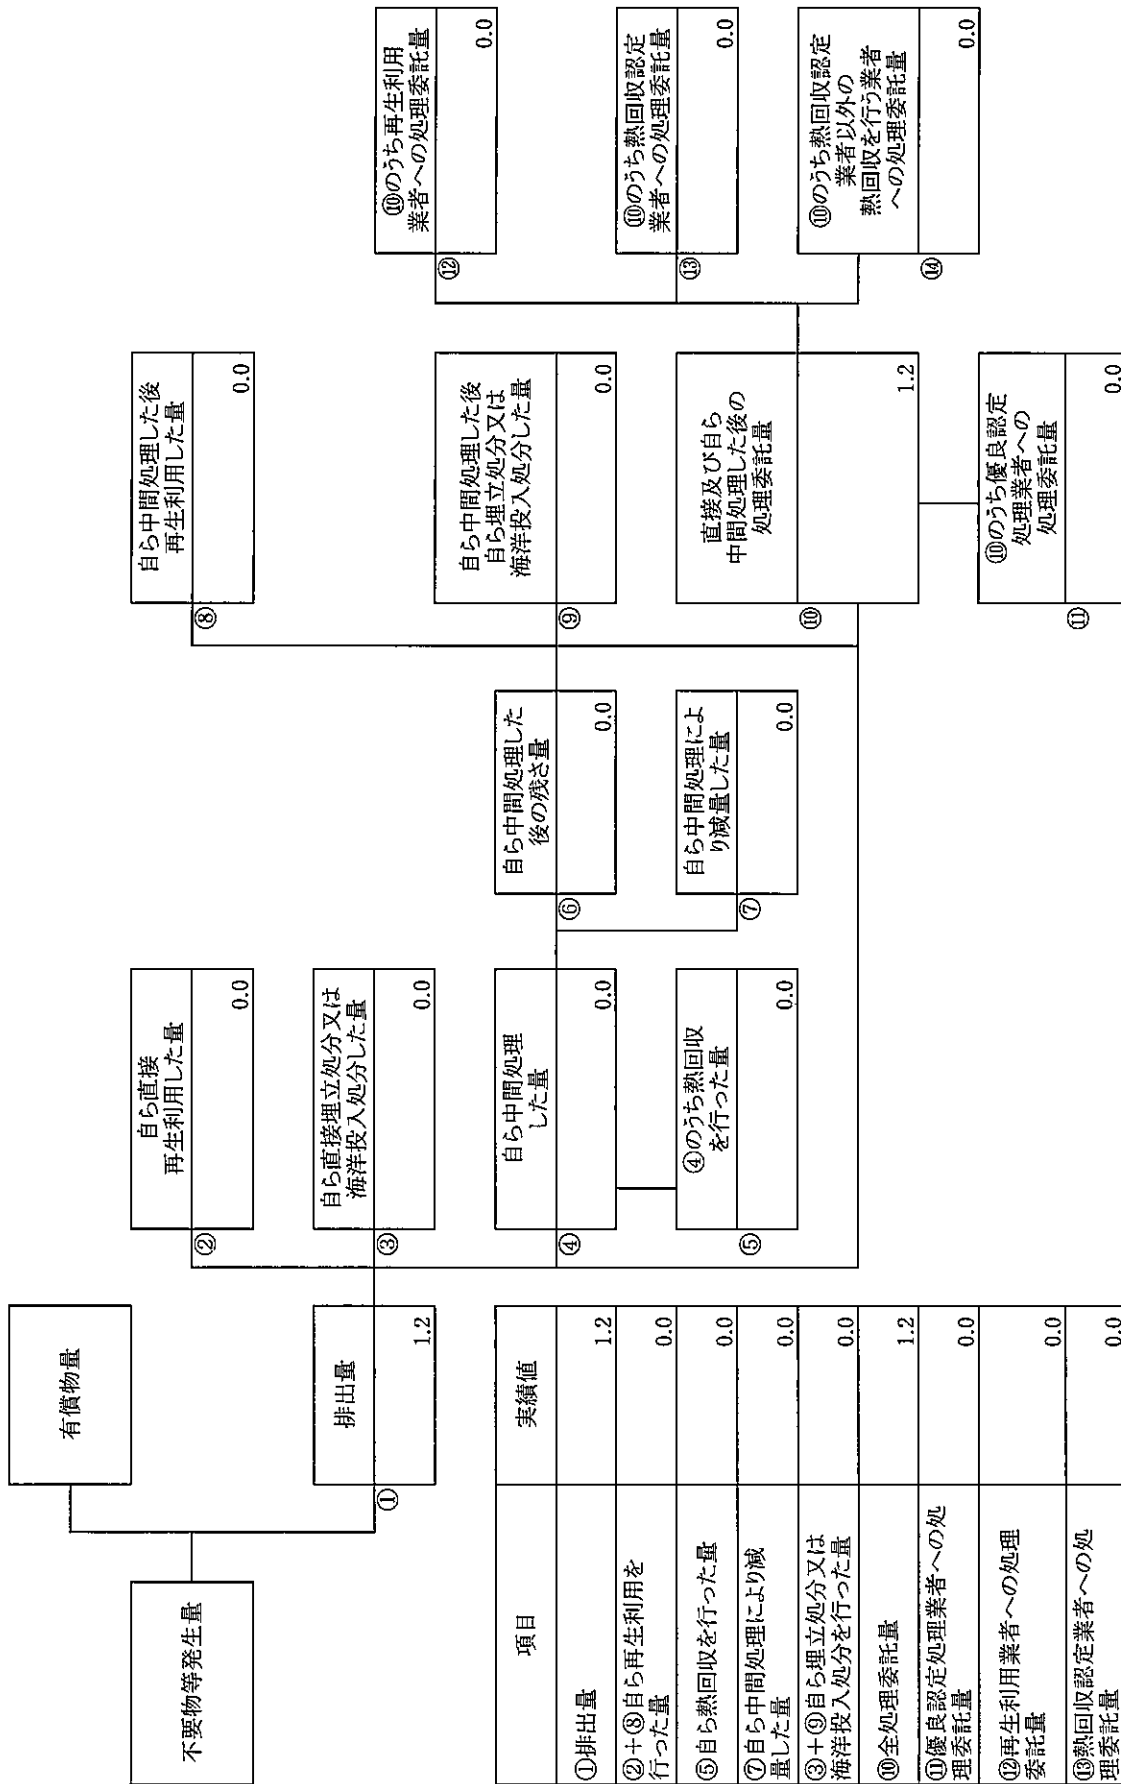 不要物等発生量
有償物量
排出量
①
1.2
自ら直接
再生利用した量
②
0.0
自ら直接埋立処分又は
海洋投入処分した量
③
0.0
自ら中間処理
した量
④
0.0
④のうち熱回収
を行った量
⑤
0.0
自ら中間処理した
後の残さ量
⑥
0.0
自ら中間処理によ
り減量した量
⑦
0.0
自ら中間処理した後
再生利用した量
⑧
0.0
自ら中間処理した後
自ら埋立処分又は
海洋投入処分した量
⑨
0.0
直接及び自ら
中間処理した後の
処理委託量
⑩
1.2
⑩のうち優良認定
処理業者への
処理委託量
⑪
0.0
⑩のうち再生利用
業者への処理委託量
⑫
0.0
⑩のうち熱回収認定
業者への処理委託量
⑬
0.0
⑩のうち熱回収認定
業者以外の
熱回収を行う業者
への処理委託量
⑭
0.0
項目 実績値
①排出量 1.2
②＋⑧自ら再生利用を
行った量 0.0
⑤自ら熱回収を行った量 0.0
⑦自ら中間処理により減
量した量 0.0
③＋⑨自ら埋立処分又は
海洋投入処分を行った量 0.0
⑩全処理委託量 1.2
⑪優良認定処理業者への処
理委託量 0.0
⑫再生利用業者への処理
委託量 0.0
⑬熱回収認定業者への処
理委託量 0.0